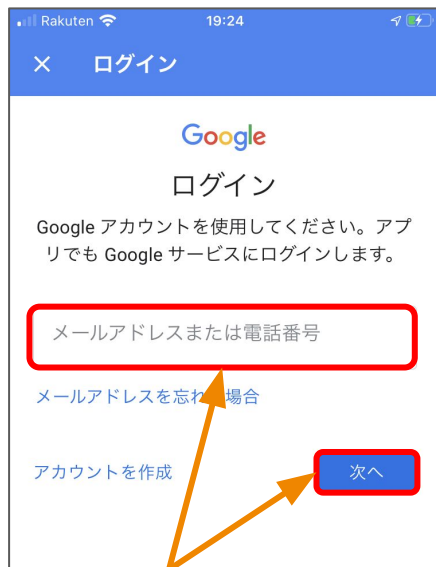 Rakuten 19:24
× ログイン
Google
ログイン
Google アカウントを使用してください。アプ
リでも Google サービスにログインします。
メールアドレスまたは電話番号
メールアドレスを忘れ 場合
アカウントを作成 次へ